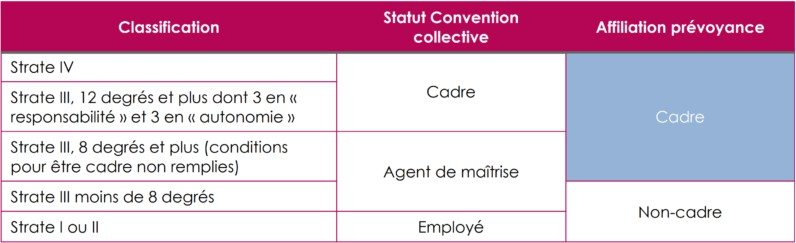 Classification
Statut Convention
collective
Affiliation prévoyance
Strate IV
Strate III, 12 degrés et plus dont 3 en «
responsabilité » et 3 en « autonomie »
Cadre
Cadre
Strate III, 8 degrés et plus (conditions
pour être cadre non remplies)
Agent de maîtrise
Strate III moins de 8 degrés
Non-cadre
Strate I ou II
Employé